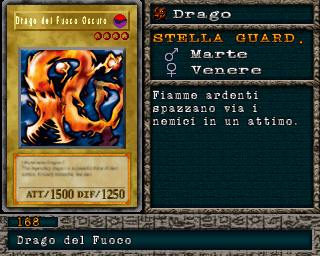 Drago del Fuoco Oscuro
ATT/1500 DIF/1250
Drago
STELLA GUARD.
Marte
Venere
Fiamme ardenti
spazzano via i
nemici in un attimo.
168
Drago del Fuoco